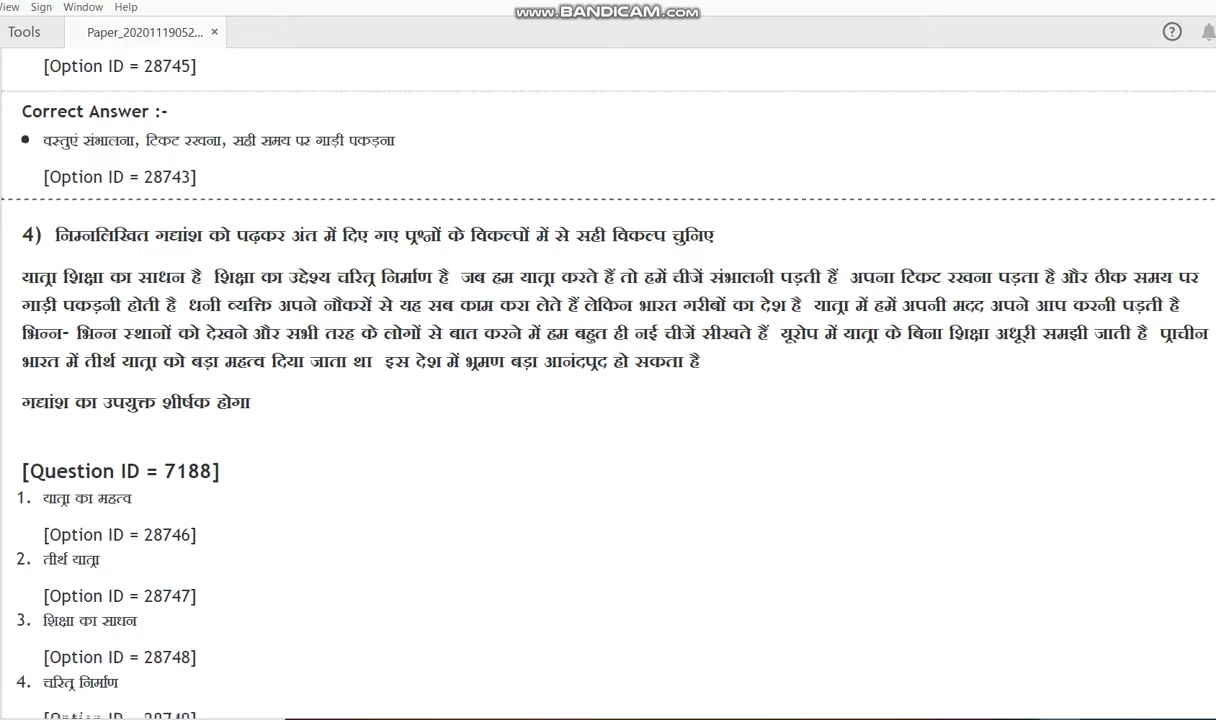 View Sign Window Help
www.BANDICAM.com
Tools Paper_20201119052... ×
[Option ID = 28745]
Correct Answer :-
• वस्तुएं संभालना, टिकट रखना, सही समय पर गाड़ी पकड़ना
[Option ID = 28743]
4) निम्नलिखित गद्यांश को पढ़कर अंत में दिए गए प्रश्नों के विकल्पों में से सही विकल्प चुनिए
यात्रा शिक्षा का साधन है शिक्षा का उद्देश्य चरित्र निर्माण है जब हम यात्रा करते हैं तो हमें चीजें संभालनी पड़ती हैं अपना टिकट रखना पड़ता है और ठीक समय पर
गाड़ी पकड़नी होती है धनी व्यक्ति अपने नौकरों से यह सब काम करा लेते हैं लेकिन भारत गरीबों का देश है यात्रा में हमें अपनी मदद अपने आप करनी पड़ती है
भिन्न- भिन्न स्थानों को देखने और सभी तरह के लोगों से बात करने में हम बहुत ही नई चीजें सीखते हैं यूरोप में यात्रा के बिना शिक्षा अधूरी समझी जाती है प्राचीन
भारत में तीर्थ यात्रा को बड़ा महत्व दिया जाता था इस देश में भ्रमण बड़ा आनंदप्रद हो सकता है
गद्यांश का उपयुक्त शीर्षक होगा
[Question ID = 7188]
1. यात्रा का महत्व
[Option ID = 28746]
2. तीर्थ यात्रा
[Option ID = 28747]
3. शिक्षा का साधन
[Option ID = 28748]
4. चरित्र निर्माण
[Option ID = 28749]